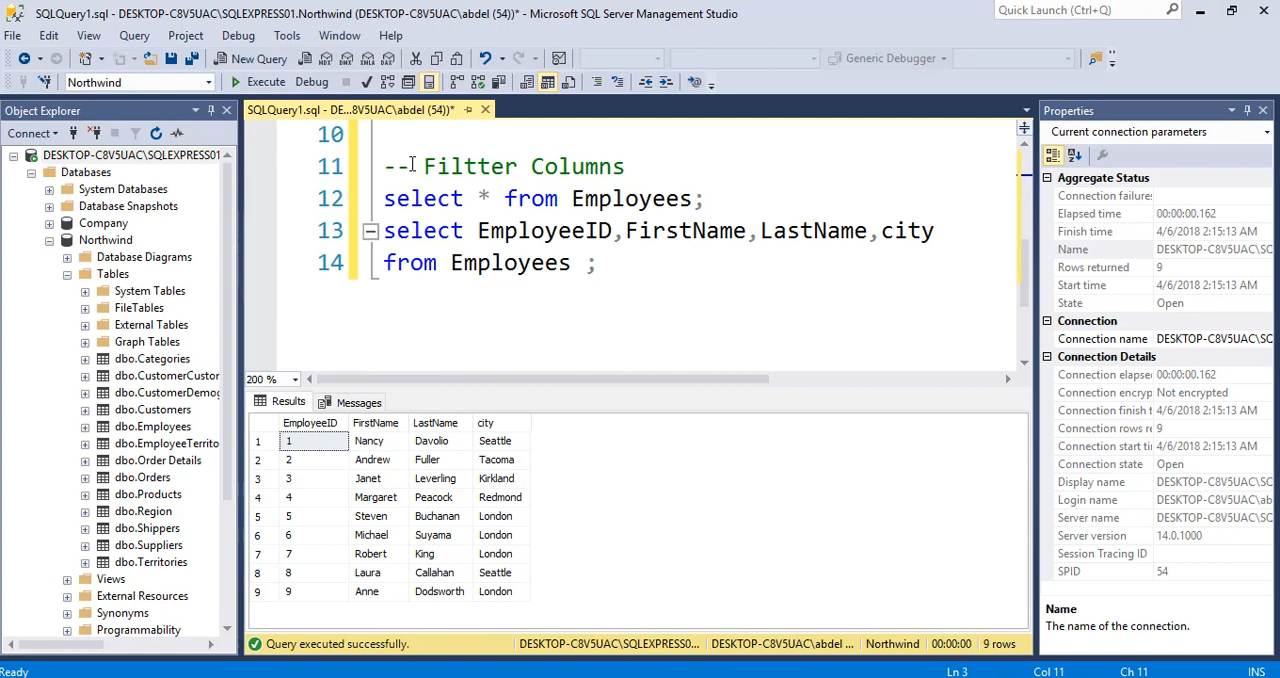 SQLQuery1.sql - DESKTOP-C8V5UAC\SQLEXPRESS01.Northwind (DESKTOP-C8V5UAC\abdel (54))* - Microsoft SQL Server Management Studio
Quick Launch (Ctrl+Q)
File Edit View Query Project Debug Tools Window Help
New Query MDX DMX XMLA DAX Generic Debugger
Northwind Execute Debug
Object Explorer
Connect
DESKTOP-C8V5UAC\SQLEXPRESS01
Databases
System Databases
Database Snapshots
Company
Northwind
Database Diagrams
Tables
System Tables
FileTables
External Tables
Graph Tables
dbo.Categories
dbo.CustomerCustor
dbo.CustomerDemog
dbo.Customers
dbo.Employees
dbo.EmployeeTerrito
dbo.Order Details
dbo.Orders
dbo.Products
dbo.Region
dbo.Shippers
dbo.Suppliers
dbo.Territories
Views
External Resources
Synonyms
Programmability
SQLQuery1.sql - DE...8V5UAC\abdel (54))*
10
11 -- Filtter Columns
12 select * from Employees;
13 select EmployeeID,FirstName,LastName,city
14 from Employees ;
200 %
Results Messages
EmployeeID FirstName LastName city
1 1 Nancy Davolio Seattle
2 2 Andrew Fuller Tacoma
3 3 Janet Leverling Kirkland
4 4 Margaret Peacock Redmond
5 5 Steven Buchanan London
6 6 Michael Suyama London
7 7 Robert King London
8 8 Laura Callahan Seattle
9 9 Anne Dodsworth London
Query executed successfully. DESKTOP-C8V5UAC\SQLEXPRESS0... DESKTOP-C8V5UAC\abdel ... Northwind 00:00:00 9 rows
Properties
Current connection parameters
Aggregate Status
Connection failures
Elapsed time 00:00:00.162
Finish time 4/6/2018 2:15:13 AM
Name DESKTOP-C8V5UAC\SC
Rows returned 9
Start time 4/6/2018 2:15:13 AM
State Open
Connection
Connection name DESKTOP-C8V5UAC\SC
Connection Details
Connection elapse 00:00:00.162
Connection encryp Not encrypted
Connection finish t 4/6/2018 2:15:13 AM
Connection rows re 9
Connection start ti 4/6/2018 2:15:13 AM
Connection state Open
Display name DESKTOP-C8V5UAC\SC
Login name DESKTOP-C8V5UAC\ab
Server name DESKTOP-C8V5UAC\SC
Server version 14.0.1000
Session Tracing ID
SPID 54
Name
The name of the connection.
Ready Ln 3 Col 11 Ch 11 INS